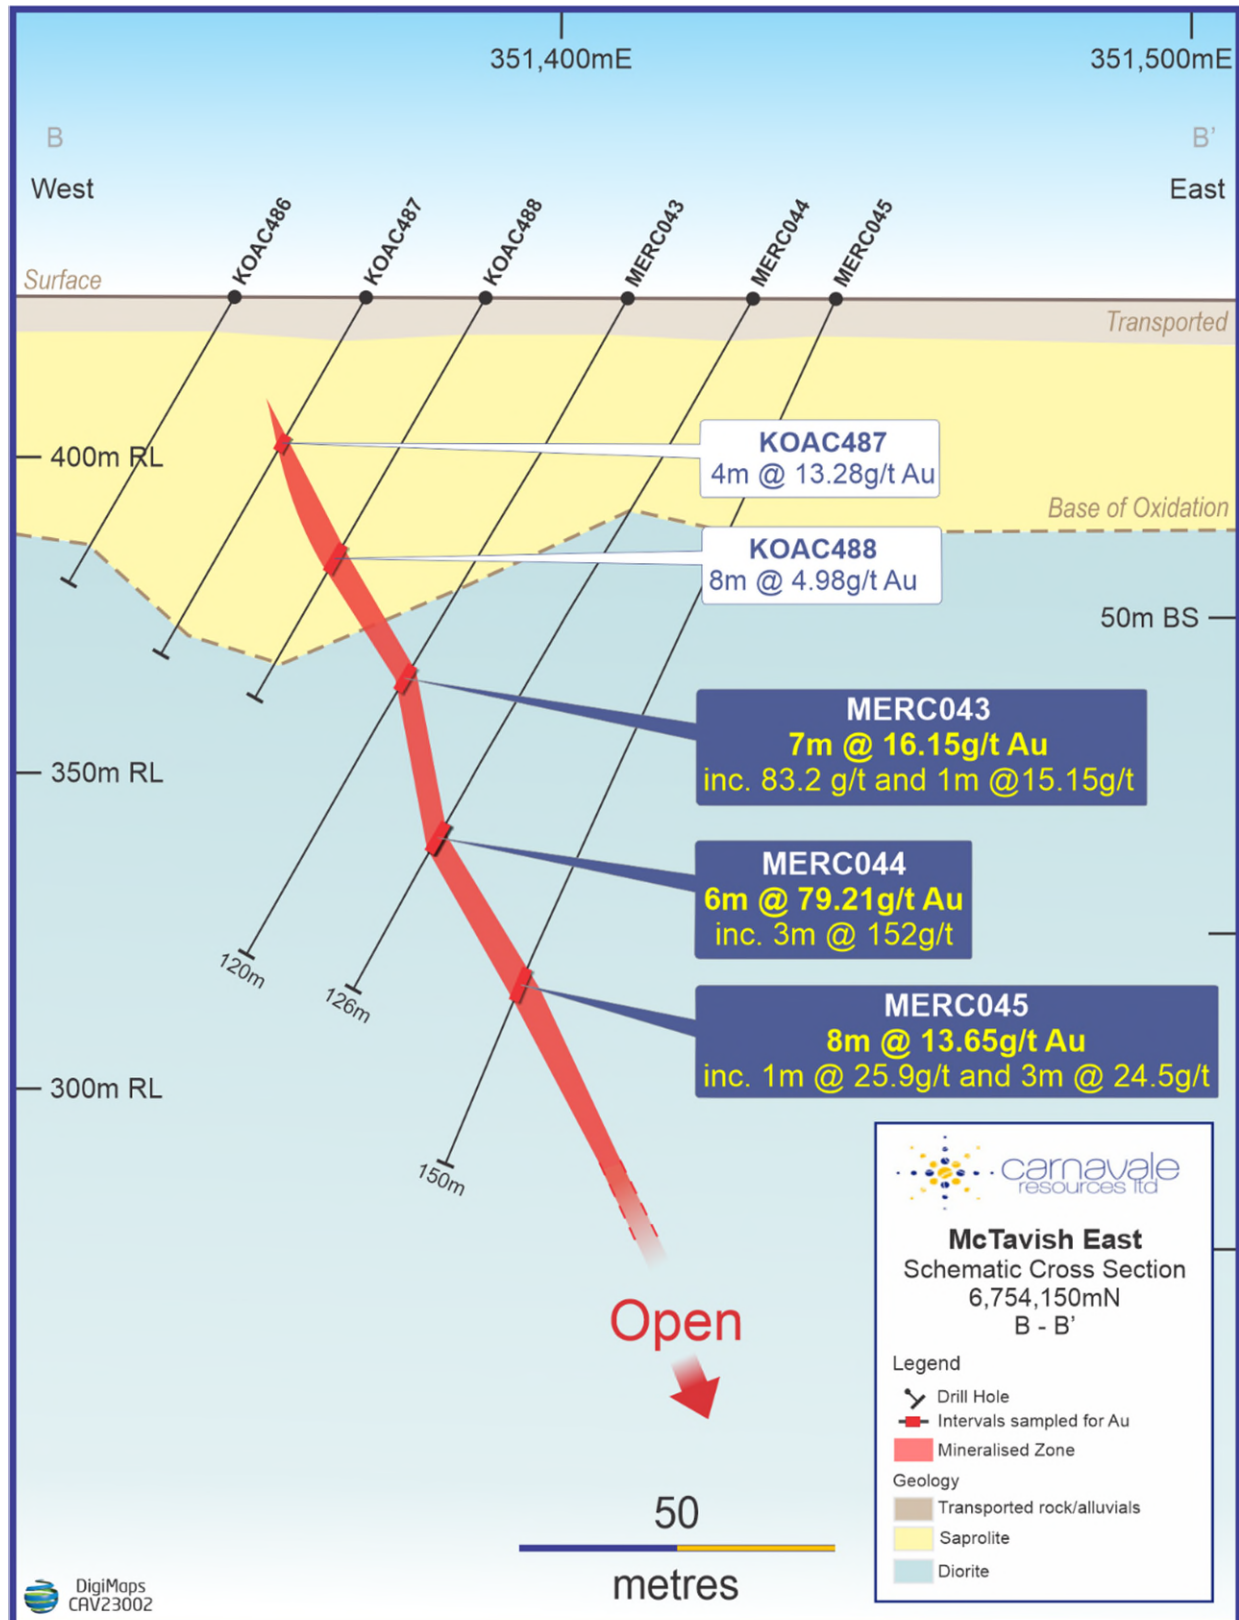 351,400mE
351,500mE
B
B'
West
East
KOAC486
KOAC487
KOAC488
MERC043
MERC044
MERC045
Surface
Transported
KOAC487
4m @ 13.28g/t Au
400m RL
Base of Oxidation
KOAC488
8m @ 4.98g/t Au
50m BS
MERC043
7m @ 16.15g/t Au
inc. 83.2 g/t and 1m @15.15g/t
350m RL
MERC044
6m @ 79.21g/t Au
inc. 3m @ 152g/t
120m
126m
MERC045
8m @ 13.65g/t Au
inc. 1m @ 25.9g/t and 3m @ 24.5g/t
300m RL
150m
carnavale
resources ltd
McTavish East
Schematic Cross Section
6,754,150mN
B - B'
Open
Legend
Drill Hole
Intervals sampled for Au
Mineralised Zone
Geology
Transported rock/alluvials
Saprolite
Diorite
50
metres
DigiMaps
CAV23002